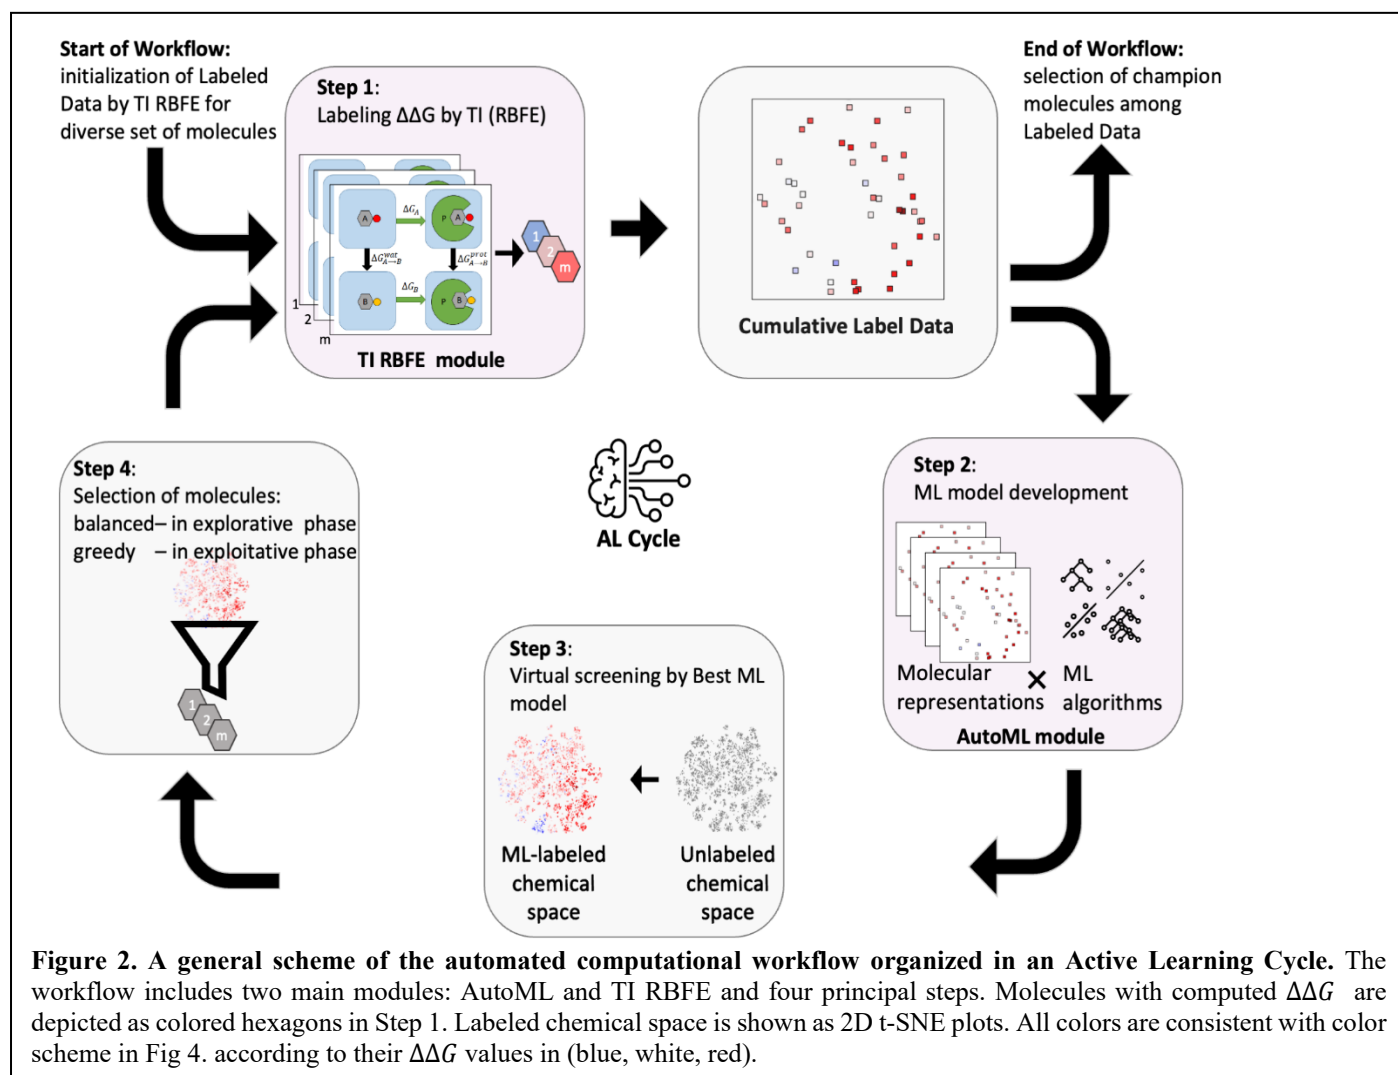 Start of Workflow:
initialization of Labeled
Data by TI RBFE for
diverse set of molecules
Step 1:
Labeling ΔΔG by TI (RBFE)
A
ΔG_A
P
A
ΔG^{wat}_{A→B}
ΔG^{prot}_{A→B}
B
ΔG_B
P
B
1
2
m
1
2
m
TI RBFE module
Cumulative Label Data
End of Workflow:
selection of champion
molecules among
Labeled Data
Step 2:
ML model development
Molecular
representations
×
ML
algorithms
AutoML module
AL Cycle
Step 3:
Virtual screening by Best ML
model
ML-labeled
chemical
space
Unlabeled
chemical
space
Step 4:
Selection of molecules:
balanced– in explorative phase
greedy – in exploitative phase
1
2
m
Figure 2. A general scheme of the automated computational workflow organized in an Active Learning Cycle. The
workflow includes two main modules: AutoML and TI RBFE and four principal steps. Molecules with computed ΔΔG are
depicted as colored hexagons in Step 1. Labeled chemical space is shown as 2D t-SNE plots. All colors are consistent with color
scheme in Fig 4. according to their ΔΔG values in (blue, white, red).